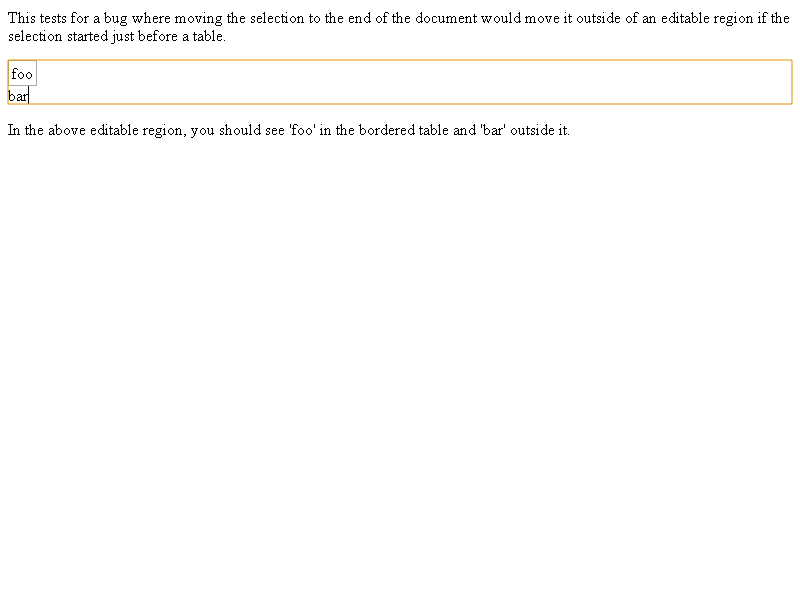 This tests for a bug where moving the selection to the end of the document would move it outside of an editable region if the
selection started just before a table.
foo
bar
In the above editable region, you should see 'foo' in the bordered table and 'bar' outside it.